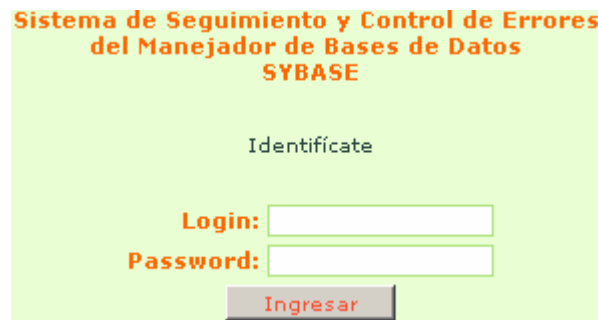 Sistema de Seguimiento y Control de Errores
del Manejador de Bases de Datos
SYBASE
Identifícate
Login:
Password:
Ingresar